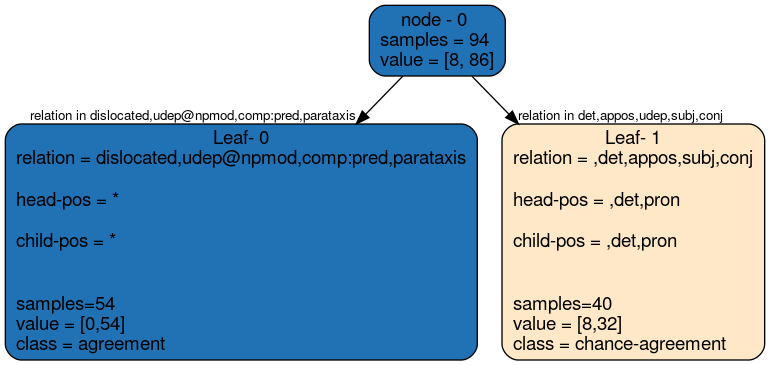 node - 0
samples = 94
value = [8, 86]
relation in dislocated,udep@npmod,comp:pred,parataxis
relation in det,appos,udep,subj,conj
Leaf- 0
relation = dislocated,udep@npmod,comp:pred,parataxis
head-pos = *
child-pos = *
samples=54
value = [0,54]
class = agreement
Leaf- 1
relation = ,det,appos,subj,conj
head-pos = ,det,pron
child-pos = ,det,pron
samples=40
value = [8,32]
class = chance-agreement